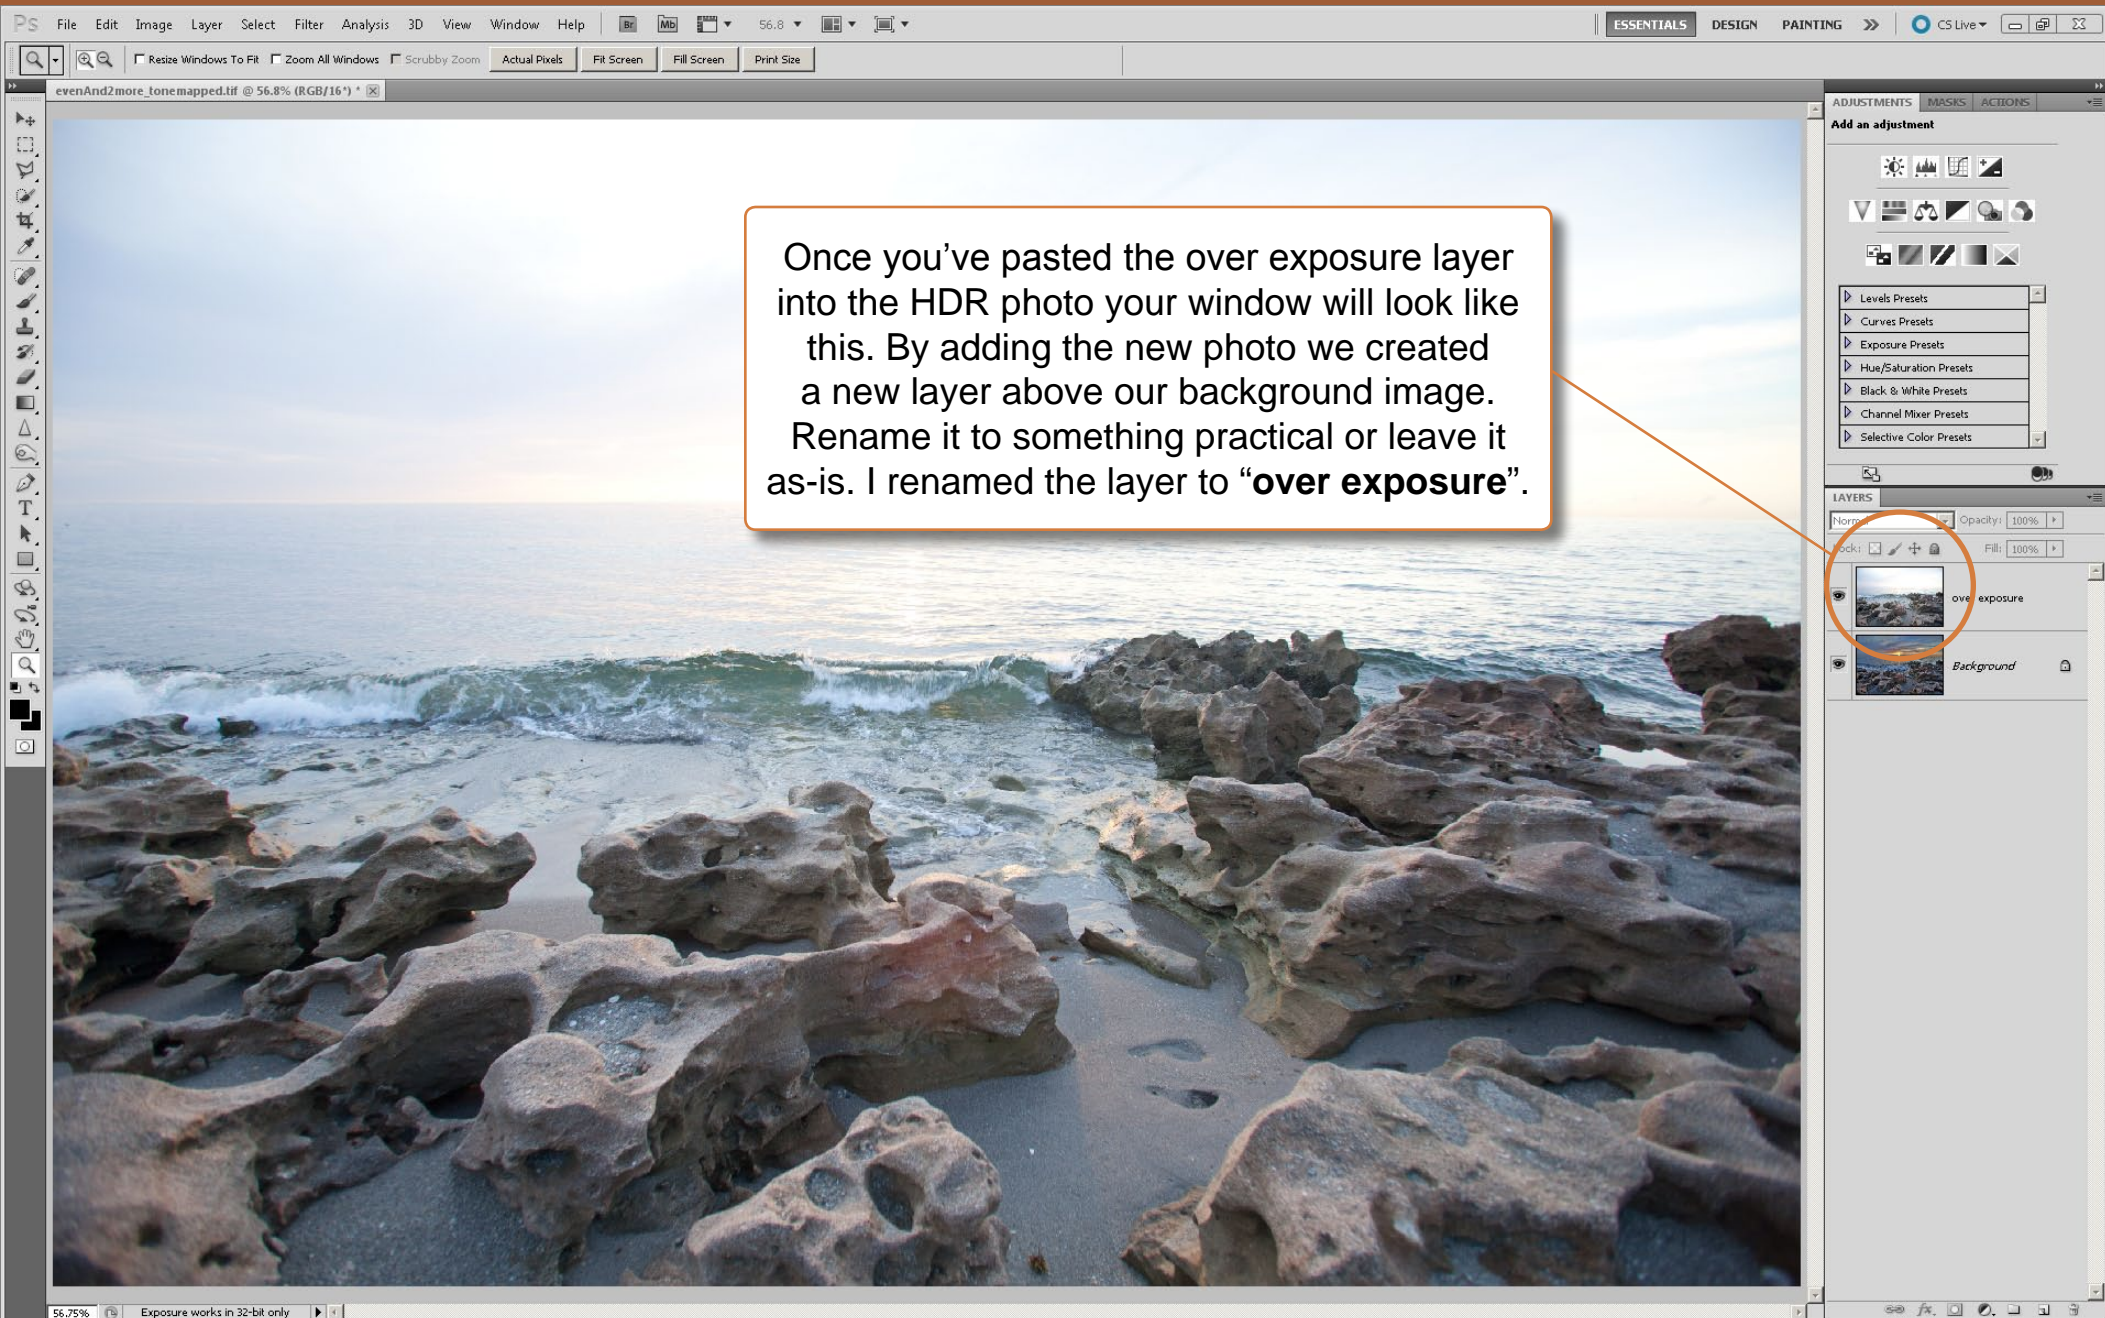 Ps File Edit Image Layer Select Filter Analysis 3D View Window Help Br Mb 56.8 ESSENTIALS DESIGN PAINTING CS Live
Resize Windows To Fit Zoom All Windows Scrubby Zoom Actual Pixels Fit Screen Fill Screen Print Size
evenAnd2more_tonemapped.tif @ 56.8% (RGB/16*) *
ADJUSTMENTS MASKS ACTIONS
Add an adjustment
Once you’ve pasted the over exposure layer
into the HDR photo your window will look like
this. By adding the new photo we created
a new layer above our background image.
Rename it to something practical or leave it
as-is. I renamed the layer to “over exposure”.
Levels Presets
Curves Presets
Exposure Presets
Hue/Saturation Presets
Black & White Presets
Channel Mixer Presets
Selective Color Presets
LAYERS
Normal Opacity: 100%
Lock: Fill: 100%
over exposure
Background
56.75% Exposure works in 32-bit only